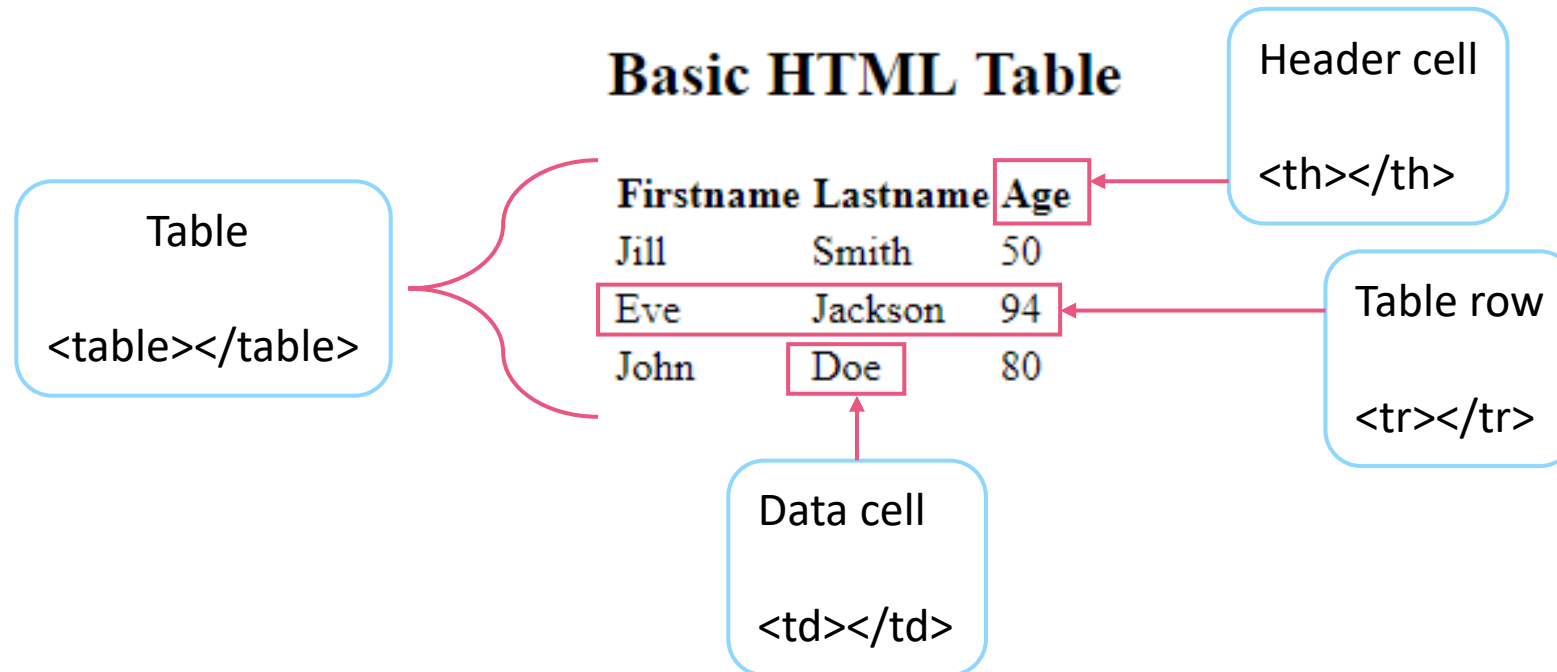 Basic HTML Table
Header cell
<th></th>
Table
<table></table>
Firstname Lastname Age
Jill Smith 50
Eve Jackson 94
John Doe 80
Table row
<tr></tr>
Data cell
<td></td>